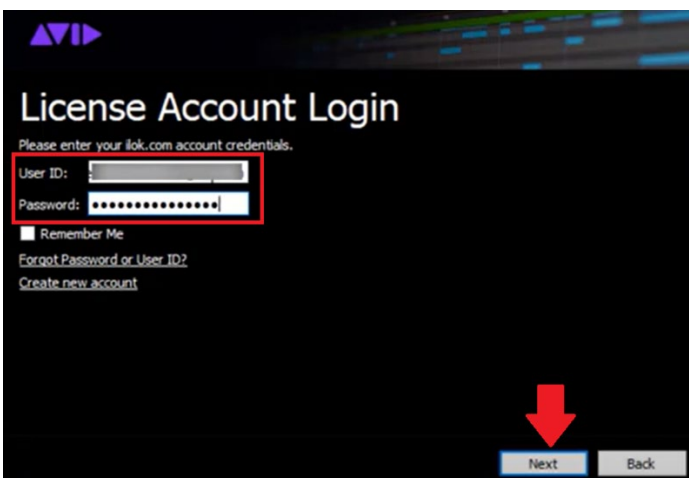 AVID
License Account Login
Please enter your ilok.com account credentials.
User ID:
Password: •••••••••••••••
Remember Me
Forgot Password or User ID?
Create new account
Next Back